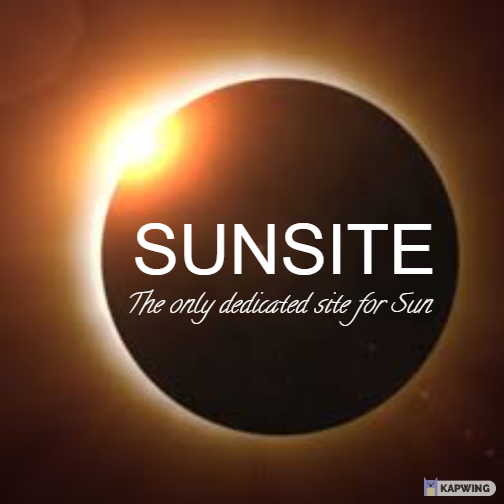 SUNSITE
The only dedicated site for Sun
KAPWING